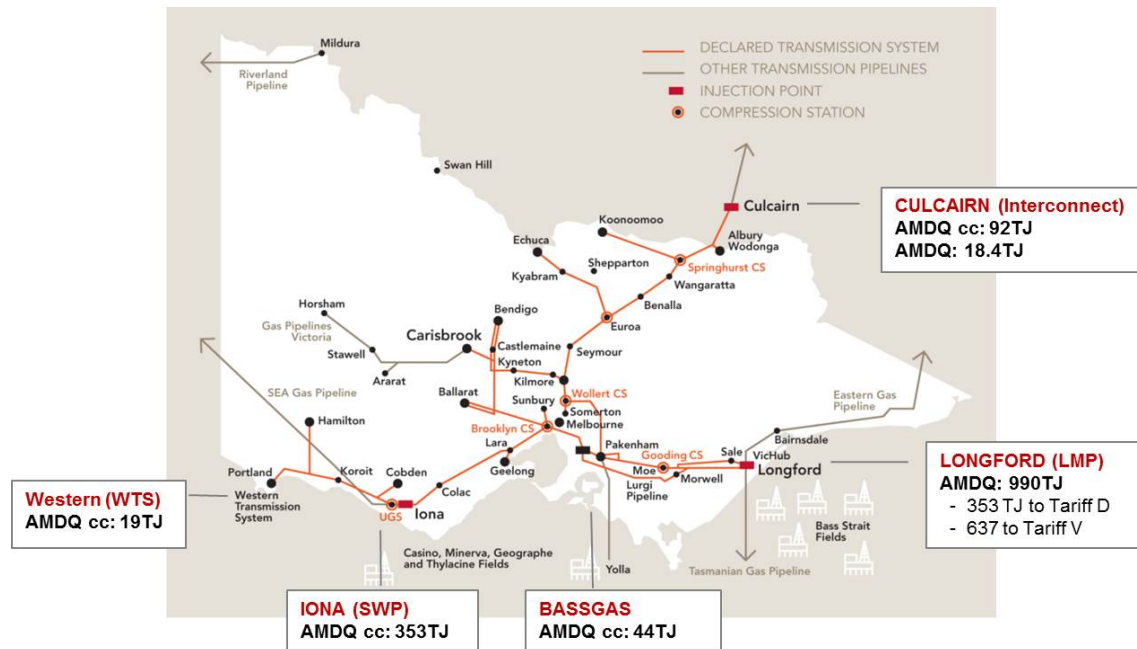 Mildura
Riverland
Pipeline
DECLARED TRANSMISSION SYSTEM
OTHER TRANSMISSION PIPELINES
INJECTION POINT
COMPRESSION STATION
Swan Hill
Culcairn
CULCAIRN (Interconnect)
AMDQ cc: 92TJ
AMDQ: 18.4TJ
Koonoomoo
Echuca
Albury
Wodonga
Shepparton
Springhurst CS
Kyabram
Wangaratta
Benalla
Horsham
Bendigo
Euroa
Gas Pipelines
Victoria
Carisbrook
Castlemaine
Seymour
Stawell
Kyneton
Ararat
Kilmore
SEA Gas Pipeline
Ballarat
Wollert CS
Sunbury
Eastern Gas
Pipeline
Somerton
Melbourne
Hamilton
Brooklyn CS
Bairnsdale
Lara
Pakenham
Gooding CS
Sale
VicHub
Longford
Geelong
Moe
Morwell
Lurgi
Pipeline
Portland
Koroit
Cobden
Colac
Western
Transmission
System
UGS
Iona
LONGFORD (LMP)
AMDQ: 990TJ
- 353 TJ to Tariff D
- 637 to Tariff V
Western (WTS)
AMDQ cc: 19TJ
Bass Strait
Fields
Casino, Minerva, Geographe
and Thylacine Fields
Yolla
Tasmanian Gas Pipeline
IONA (SWP)
AMDQ cc: 353TJ
BASSGAS
AMDQ cc: 44TJ